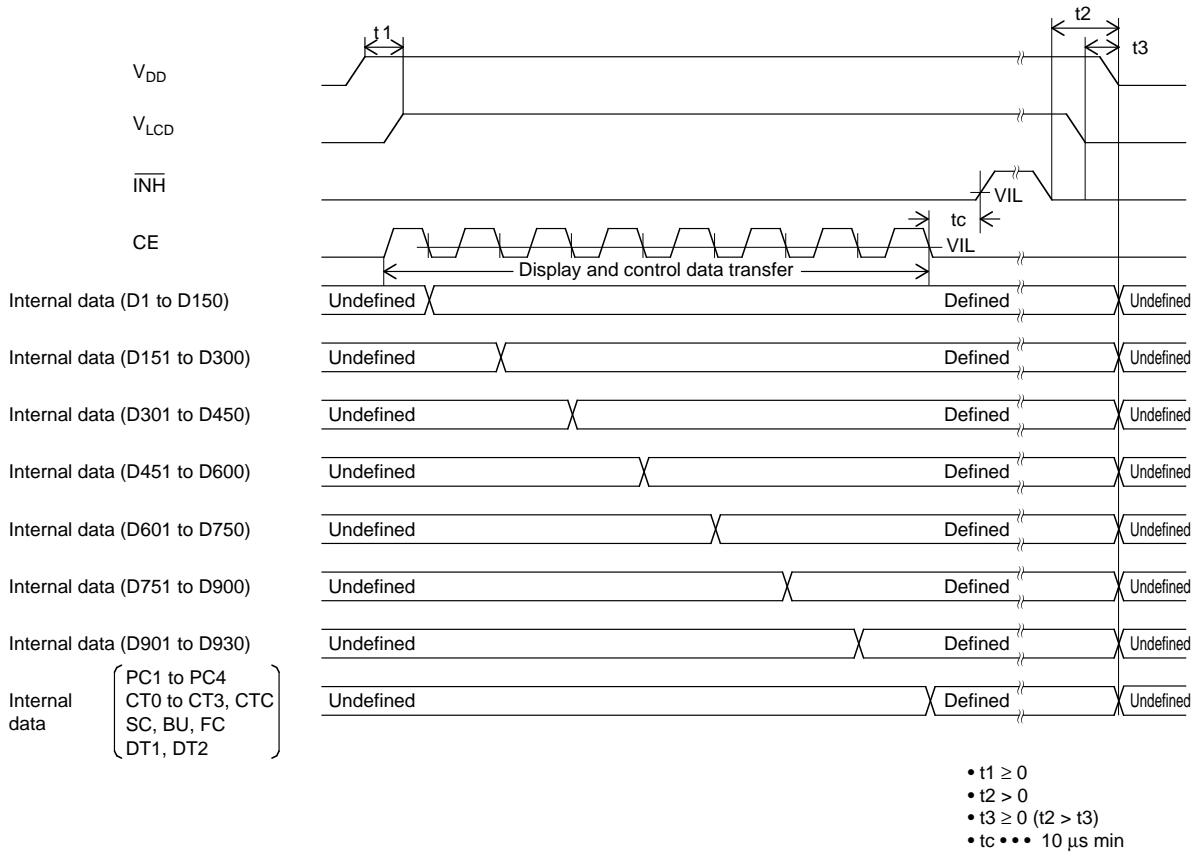 t1
t2
t3
VDD
VLCD
INH
VIL
tc
CE
VIL
Display and control data transfer
Internal data (D1 to D150) Undefined Defined Undefined
Internal data (D151 to D300) Undefined Defined Undefined
Internal data (D301 to D450) Undefined Defined Undefined
Internal data (D451 to D600) Undefined Defined Undefined
Internal data (D601 to D750) Undefined Defined Undefined
Internal data (D751 to D900) Undefined Defined Undefined
Internal data (D901 to D930) Undefined Defined Undefined
Internal data
PC1 to PC4
CT0 to CT3, CTC
SC, BU, FC
DT1, DT2
Undefined Defined Undefined
• t1 ≥ 0
• t2 > 0
• t3 ≥ 0 (t2 > t3)
• tc ••• 10 μs min